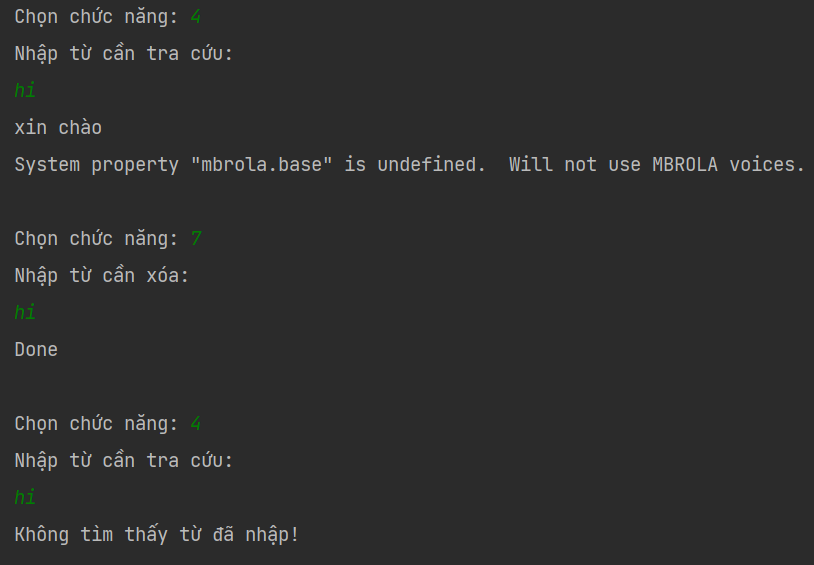 Chọn chức năng: 4
Nhập từ cần tra cứu:
hi
xin chào
System property "mbrola.base" is undefined.  Will not use MBROLA voices.
Chọn chức năng: 7
Nhập từ cần xóa:
hi
Done
Chọn chức năng: 4
Nhập từ cần tra cứu:
hi
Không tìm thấy từ đã nhập!